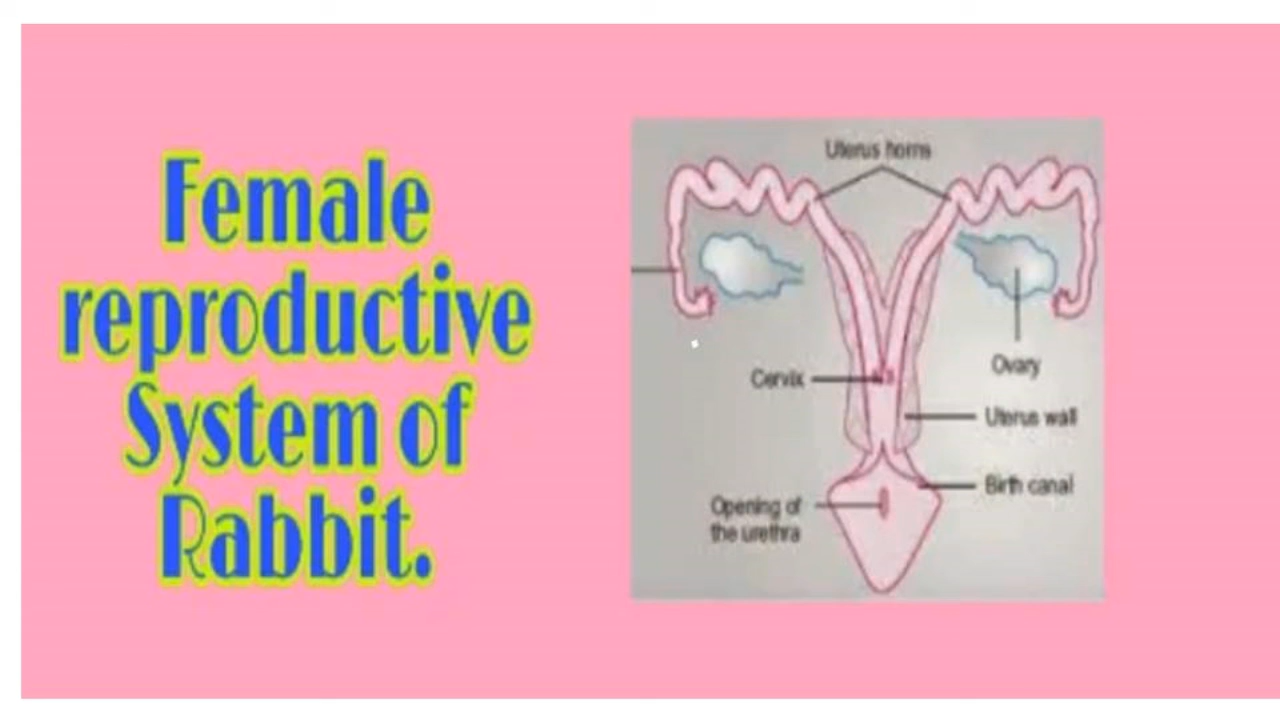 Female
reproductive
System of
Rabbit.
Uterus horns
Ovary
Cervix
Uterus wall
Birth canal
Opening of
the urethra